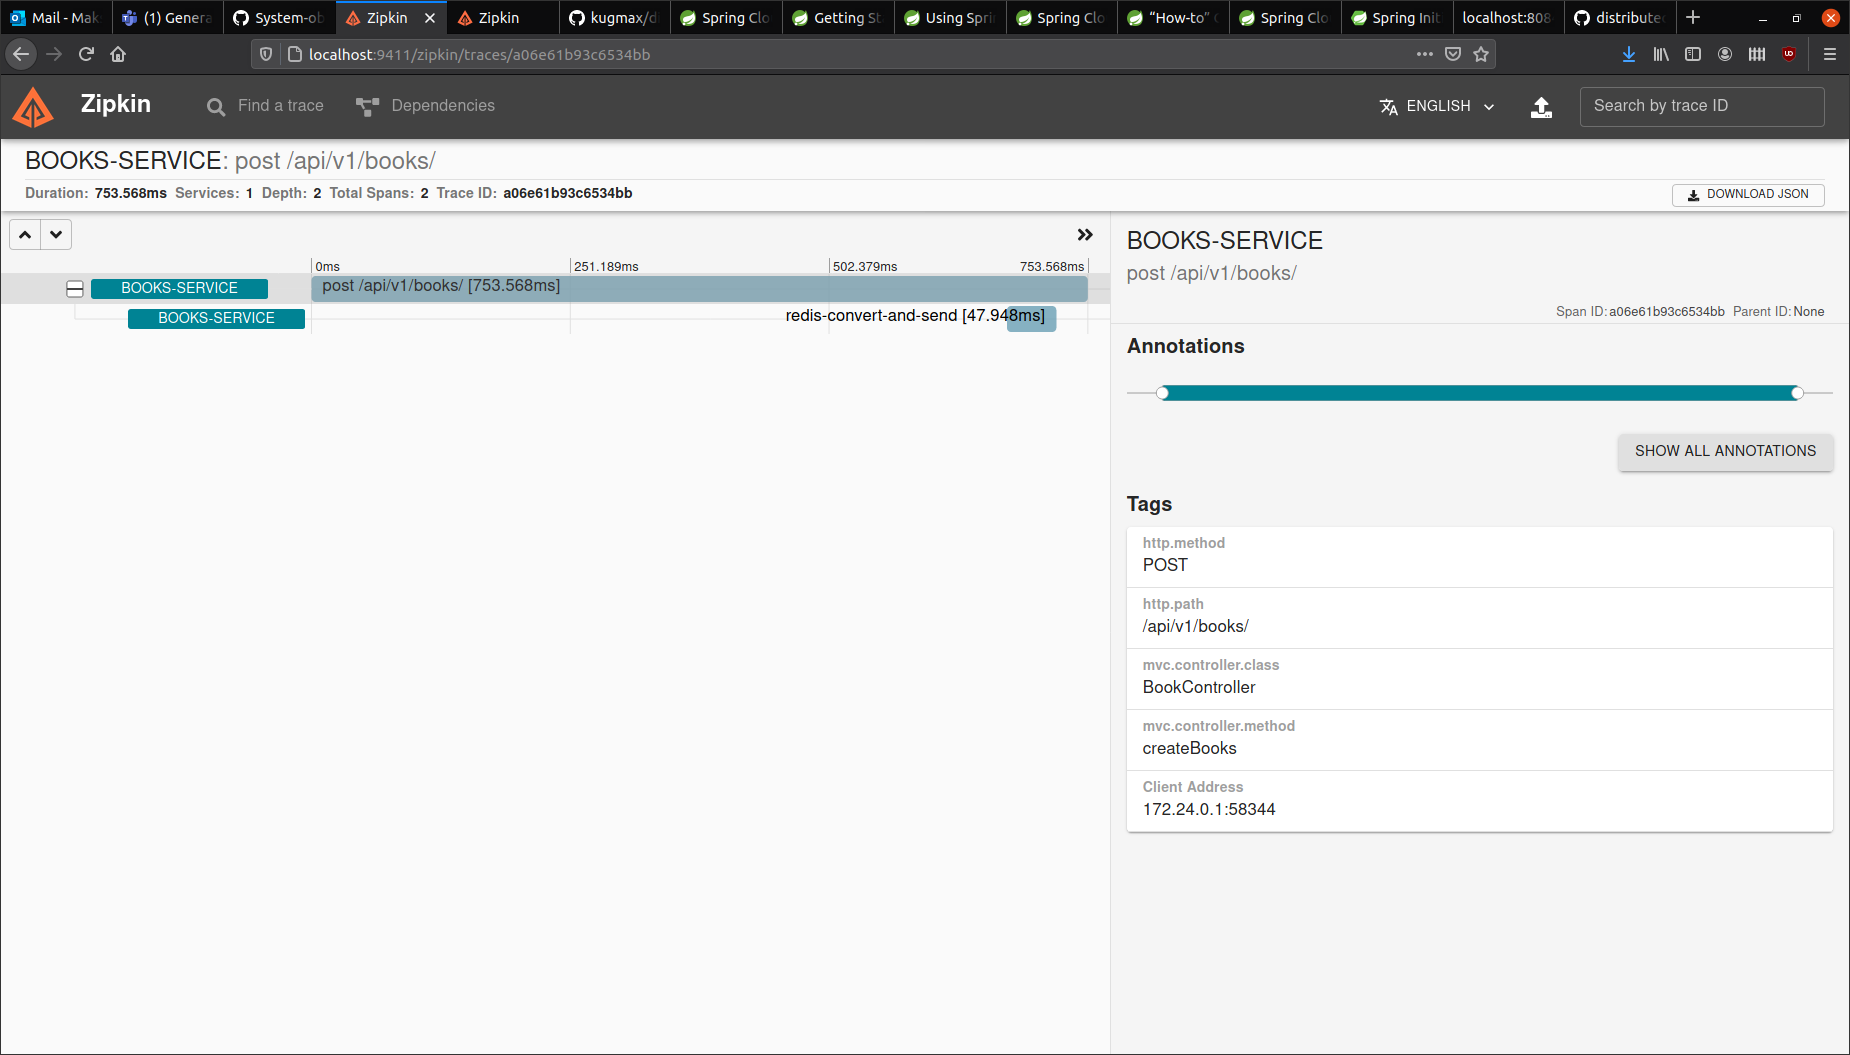 Mail - Mak
(1) Genera
System-ob
Zipkin
Zipkin
kugmax/di
Spring Clo
Getting St
Using Spri
Spring Clo
“How-to” G
Spring Clo
Spring Init
localhost:808
distribute
localhost:9411/zipkin/traces/a06e61b93c6534bb
Zipkin
Find a trace
Dependencies
ENGLISH
Search by trace ID
BOOKS-SERVICE: post /api/v1/books/
Duration: 753.568ms Services: 1 Depth: 2 Total Spans: 2 Trace ID: a06e61b93c6534bb
DOWNLOAD JSON
0ms
251.189ms
502.379ms
753.568ms
BOOKS-SERVICE
post /api/v1/books/ [753.568ms]
BOOKS-SERVICE
redis-convert-and-send [47.948ms]
BOOKS-SERVICE
post /api/v1/books/
Span ID: a06e61b93c6534bb Parent ID: None
Annotations
SHOW ALL ANNOTATIONS
Tags
http.method
POST
http.path
/api/v1/books/
mvc.controller.class
BookController
mvc.controller.method
createBooks
Client Address
172.24.0.1:58344